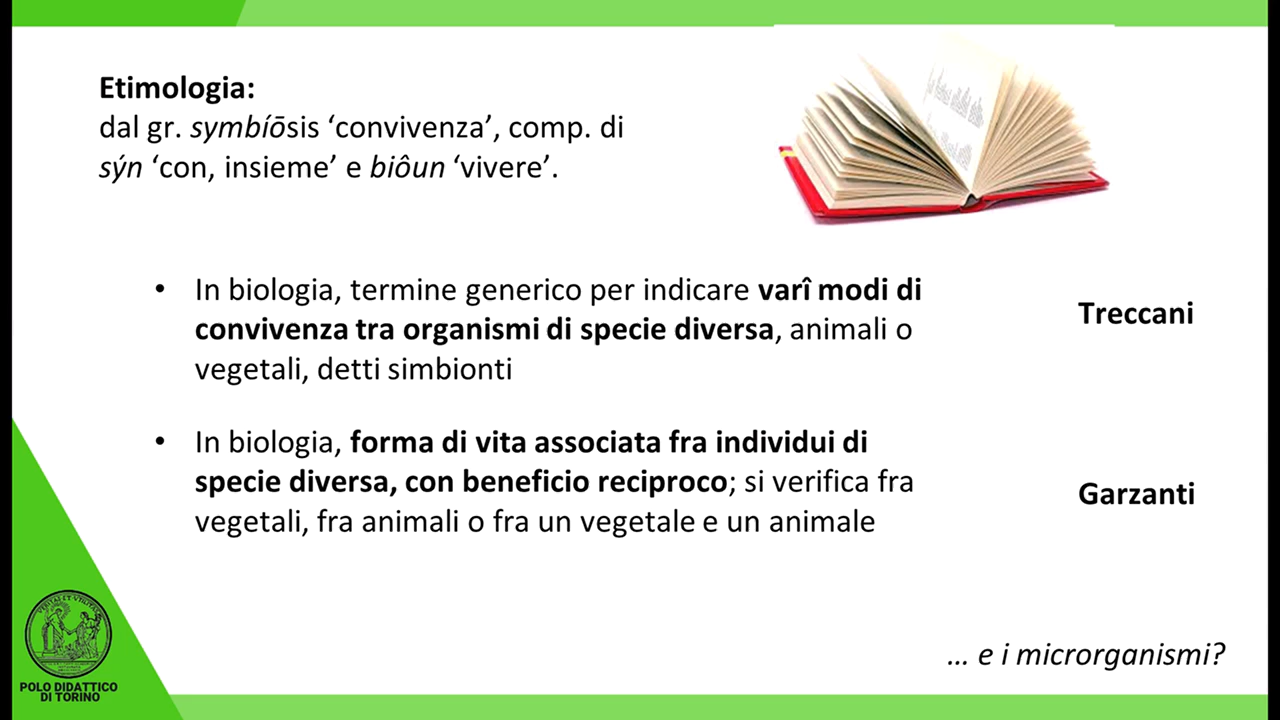 Etimologia:
dal gr. symbíōsis ‘convivenza’, comp. di
sýn ‘con, insieme’ e biôun ‘vivere’.
• In biologia, termine generico per indicare varî modi di
convivenza tra organismi di specie diversa, animali o
vegetali, detti simbionti
Treccani
• In biologia, forma di vita associata fra individui di
specie diversa, con beneficio reciproco; si verifica fra
vegetali, fra animali o fra un vegetale e un animale
Garzanti
... e i microrganismi?
POLO DIDATTICO
DI TORINO